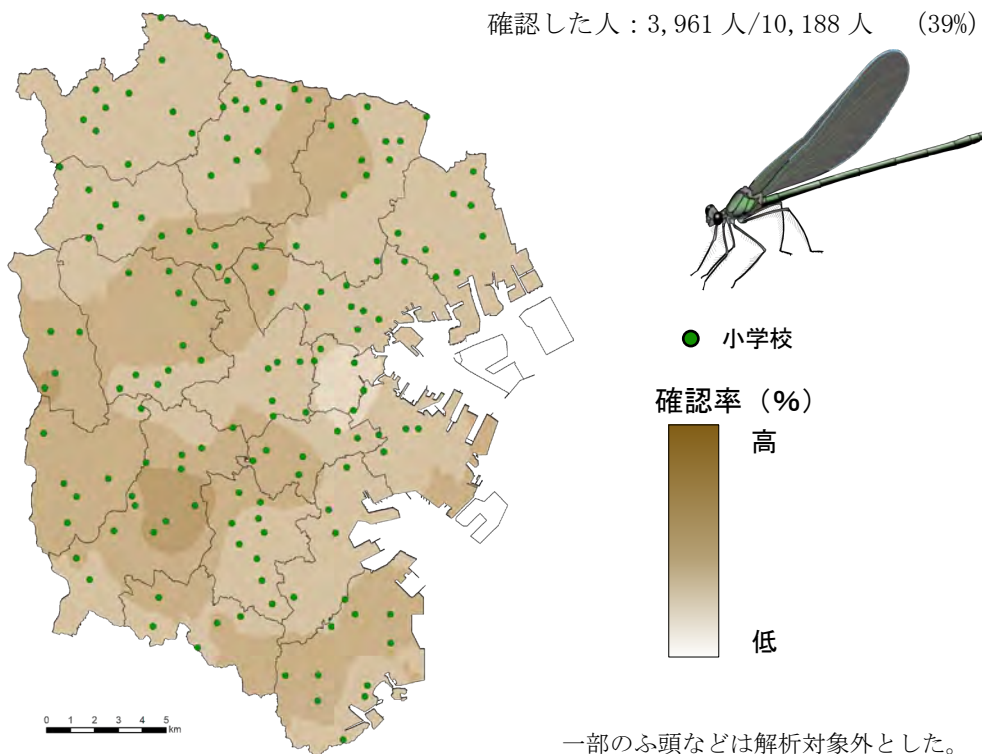 確認した人：3,961 人/10,188 人　（39%）
小学校
確認率（%）
高
低
0 1 2 3 4 5
km
一部のふ頭などは解析対象外とした。